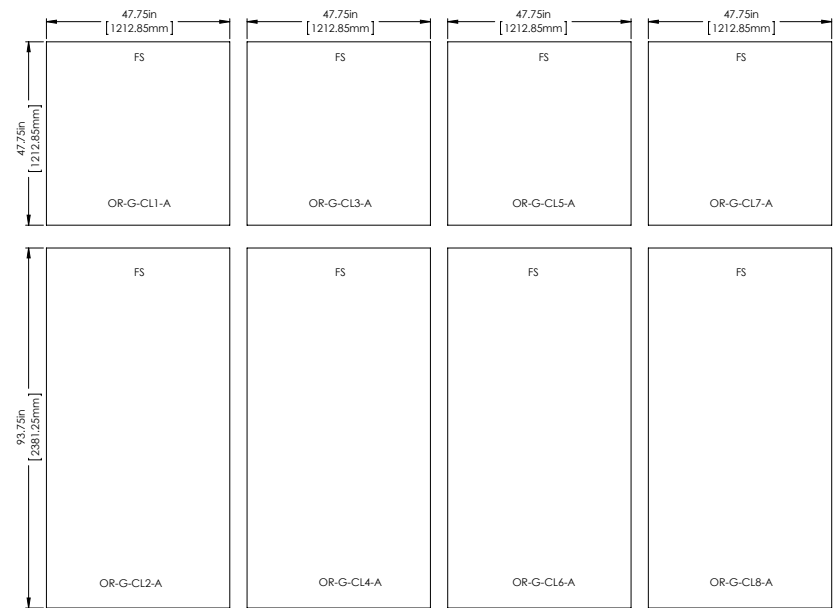 47.75in
[1212.85mm]
47.75in
[1212.85mm]
47.75in
[1212.85mm]
47.75in
[1212.85mm]
47.75in
[1212.85mm]
FS
FS
FS
FS
OR-G-CL1-A
OR-G-CL3-A
OR-G-CL5-A
OR-G-CL7-A
93.75in
[2381.25mm]
FS
FS
FS
FS
OR-G-CL2-A
OR-G-CL4-A
OR-G-CL6-A
OR-G-CL8-A